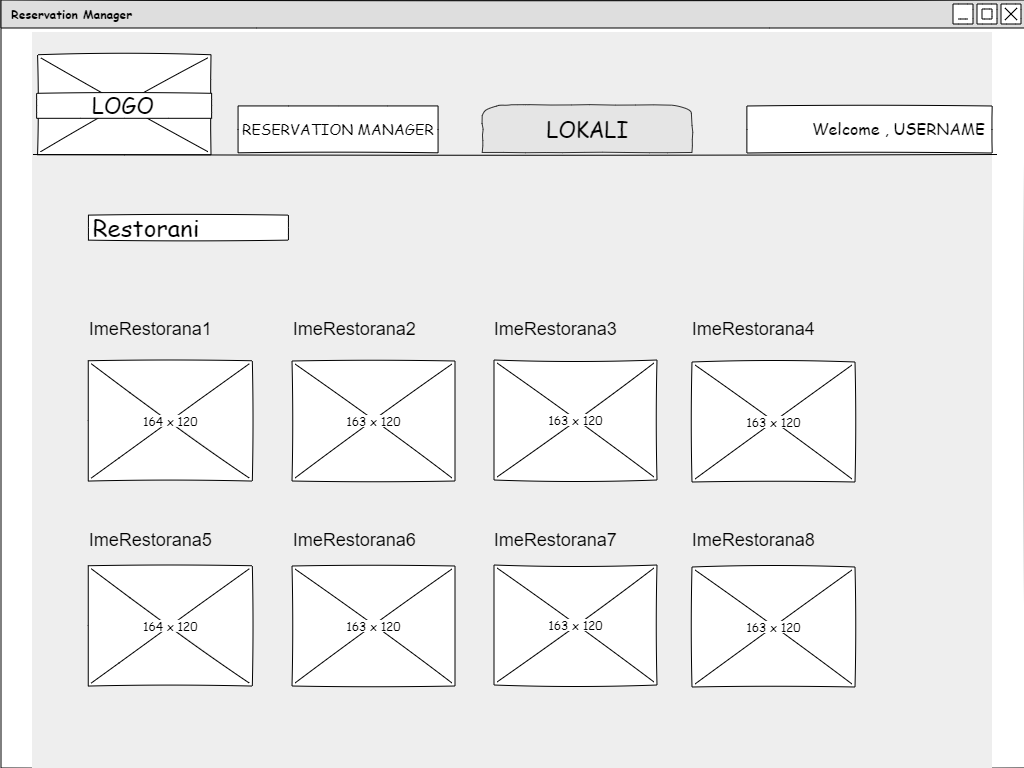 Reservation Manager
LOGO
RESERVATION MANAGER
LOKALI
Welcome , USERNAME
Restorani
ImeRestorana1
ImeRestorana2
ImeRestorana3
ImeRestorana4
164 x 120
163 x 120
163 x 120
163 x 120
ImeRestorana5
ImeRestorana6
ImeRestorana7
ImeRestorana8
164 x 120
163 x 120
163 x 120
163 x 120